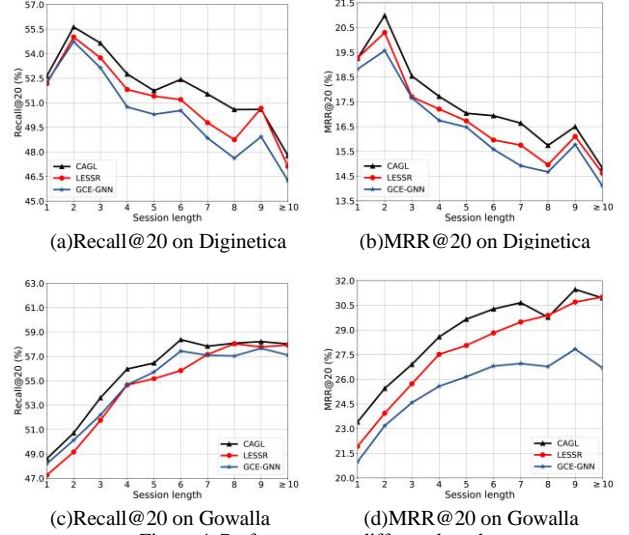 57.0
55.5
54.0
52.5
51.0
49.5
48.0
46.5
45.0
Recall@20 (%)
CAGL
LESSR
GCE-GNN
1 2 3 4 5 6 7 8 9 ≥10
Session length
(a)Recall@20 on Diginetica
21.5
20.5
19.5
18.5
17.5
16.5
15.5
14.5
13.5
MRR@20 (%)
CAGL
LESSR
GCE-GNN
1 2 3 4 5 6 7 8 9 ≥10
Session length
(b)MRR@20 on Diginetica
63.0
61.0
59.0
57.0
55.0
53.0
51.0
49.0
47.0
Recall@20 (%)
CAGL
LESSR
GCE-GNN
1 2 3 4 5 6 7 8 9 ≥10
Session length
(c)Recall@20 on Gowalla
32.0
30.5
29.0
27.5
26.0
24.5
23.0
21.5
20.0
MRR@20 (%)
CAGL
LESSR
GCE-GNN
1 2 3 4 5 6 7 8 9 ≥10
Session length
(d)MRR@20 on Gowalla